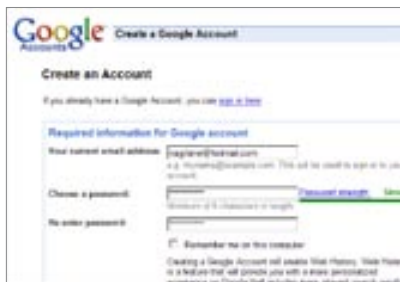 Google
Accounts
Create a Google Account
Create an Account
If you already have a Google Account, you can sign in here
Required information for Google account
Your current email address:
@hotmail.com
e.g. myname@example.com. This will be used to sign-in to your
account.
Choose a password:
Password strength:
Minimum of 8 characters in length.
Re-enter password:
Remember me on this computer
Creating a Google Account will enable Web History. Web History
is a feature that will provide you with a more personalized